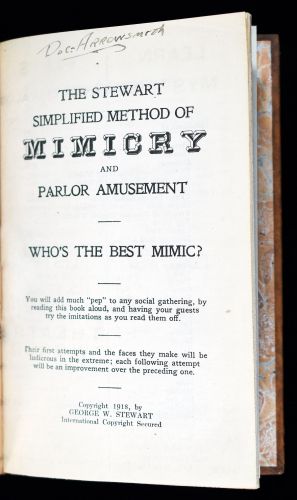 Doc Arrowsmith
THE STEWART
SIMPLIFIED METHOD OF
MIMICRY
AND
PARLOR AMUSEMENT
WHO'S THE BEST MIMIC?
You will add much "pep" to any social gathering, by
reading this book aloud, and having your guests
try the imitations as you read them off.
Their first attempts and the faces they make will be
ludicrous in the extreme; each following attempt
will be an improvement over the preceding one.
Copyright 1918, by
GEORGE W. STEWART
International Copyright Secured